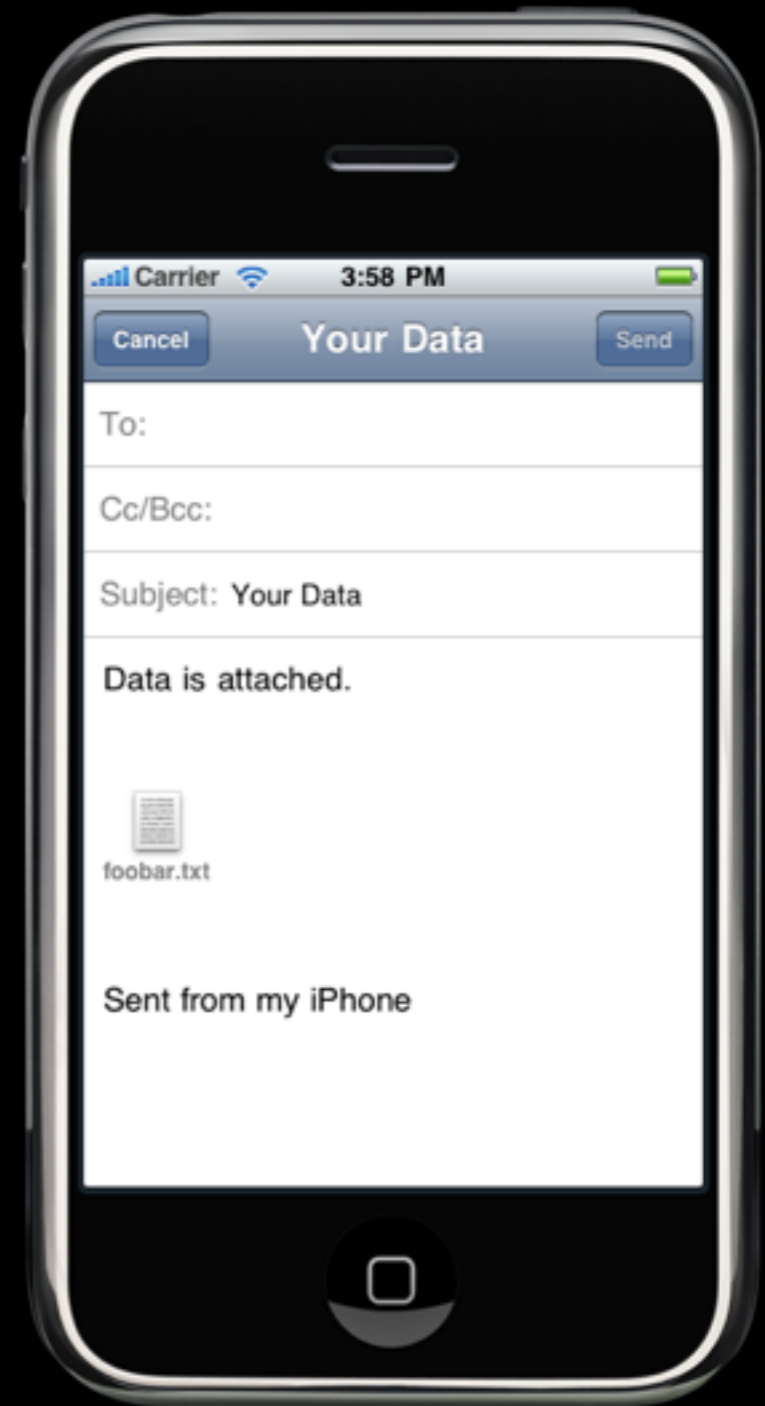 Carrier 3:58 PM
Cancel Your Data Send
To:
Cc/Bcc:
Subject: Your Data
Data is attached.
foobar.txt
Sent from my iPhone